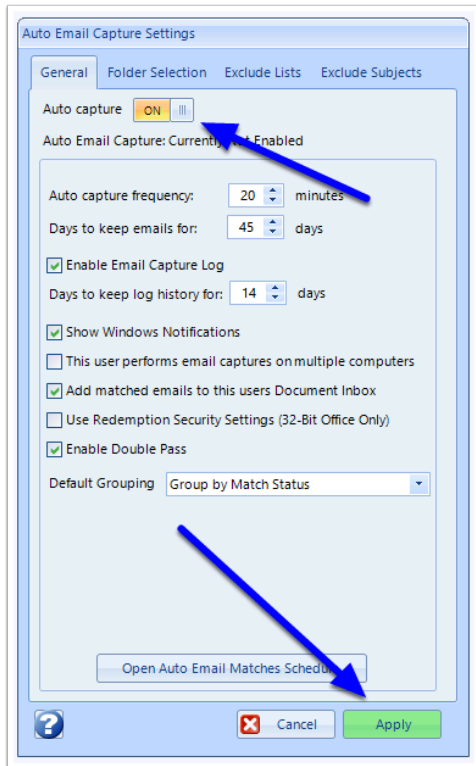 Auto Email Capture Settings
General Folder Selection Exclude Lists Exclude Subjects
Auto capture ON
Auto Email Capture: Currently Not Enabled
Auto capture frequency: 20 minutes
Days to keep emails for: 45 days
Enable Email Capture Log
Days to keep log history for: 14 days
Show Windows Notifications
This user performs email captures on multiple computers
Add matched emails to this users Document Inbox
Use Redemption Security Settings (32-Bit Office Only)
Enable Double Pass
Default Grouping Group by Match Status
Open Auto Email Matches Schedule
? Cancel Apply